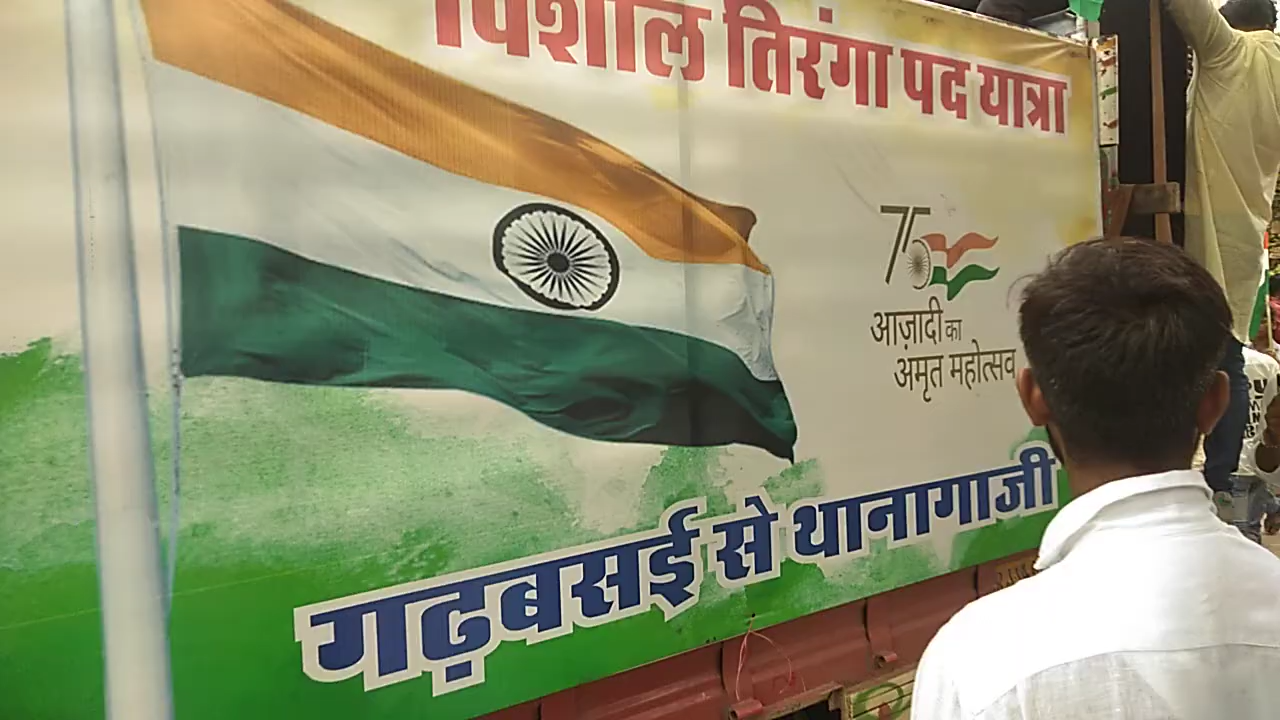 विशाल तिरंगा पद यात्रा
75
आज़ादी का
अमृत महोत्सव
गढ़बसई से थानागाजी